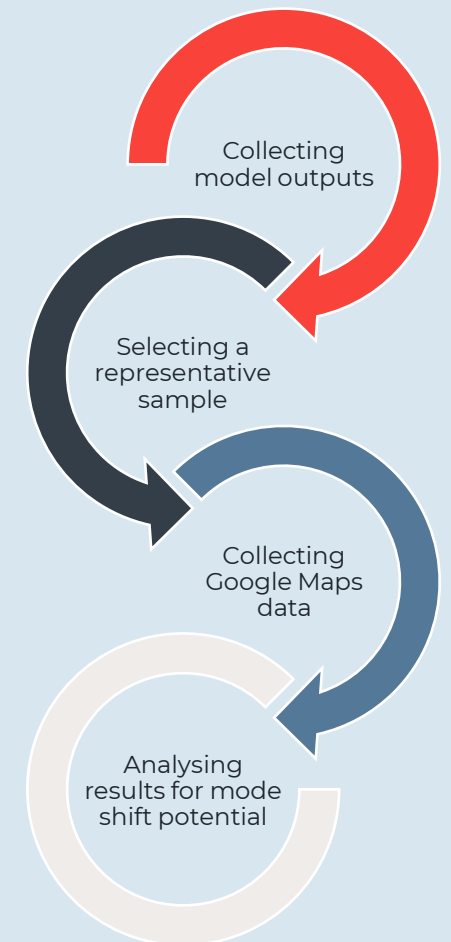 Collecting
model outputs
Selecting a
representative
sample
Collecting
Google Maps
data
Analysing
results for mode
shift potential